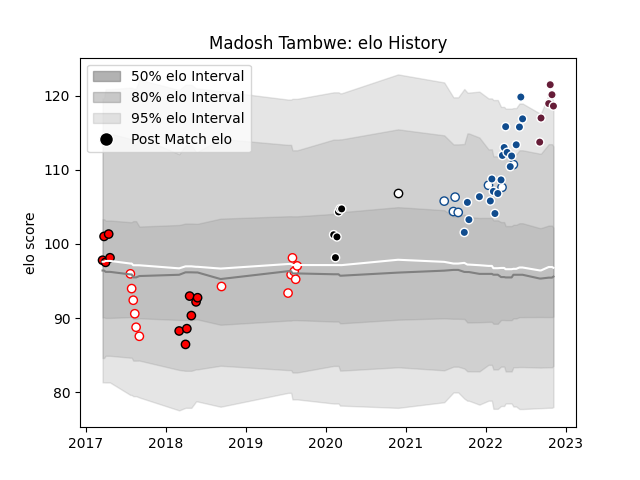 Madosh Tambwe: elo History
50% elo Interval
80% elo Interval
95% elo Interval
Post Match elo
elo score
120
110
100
90
80
2017 2018 2019 2020 2021 2022 2023